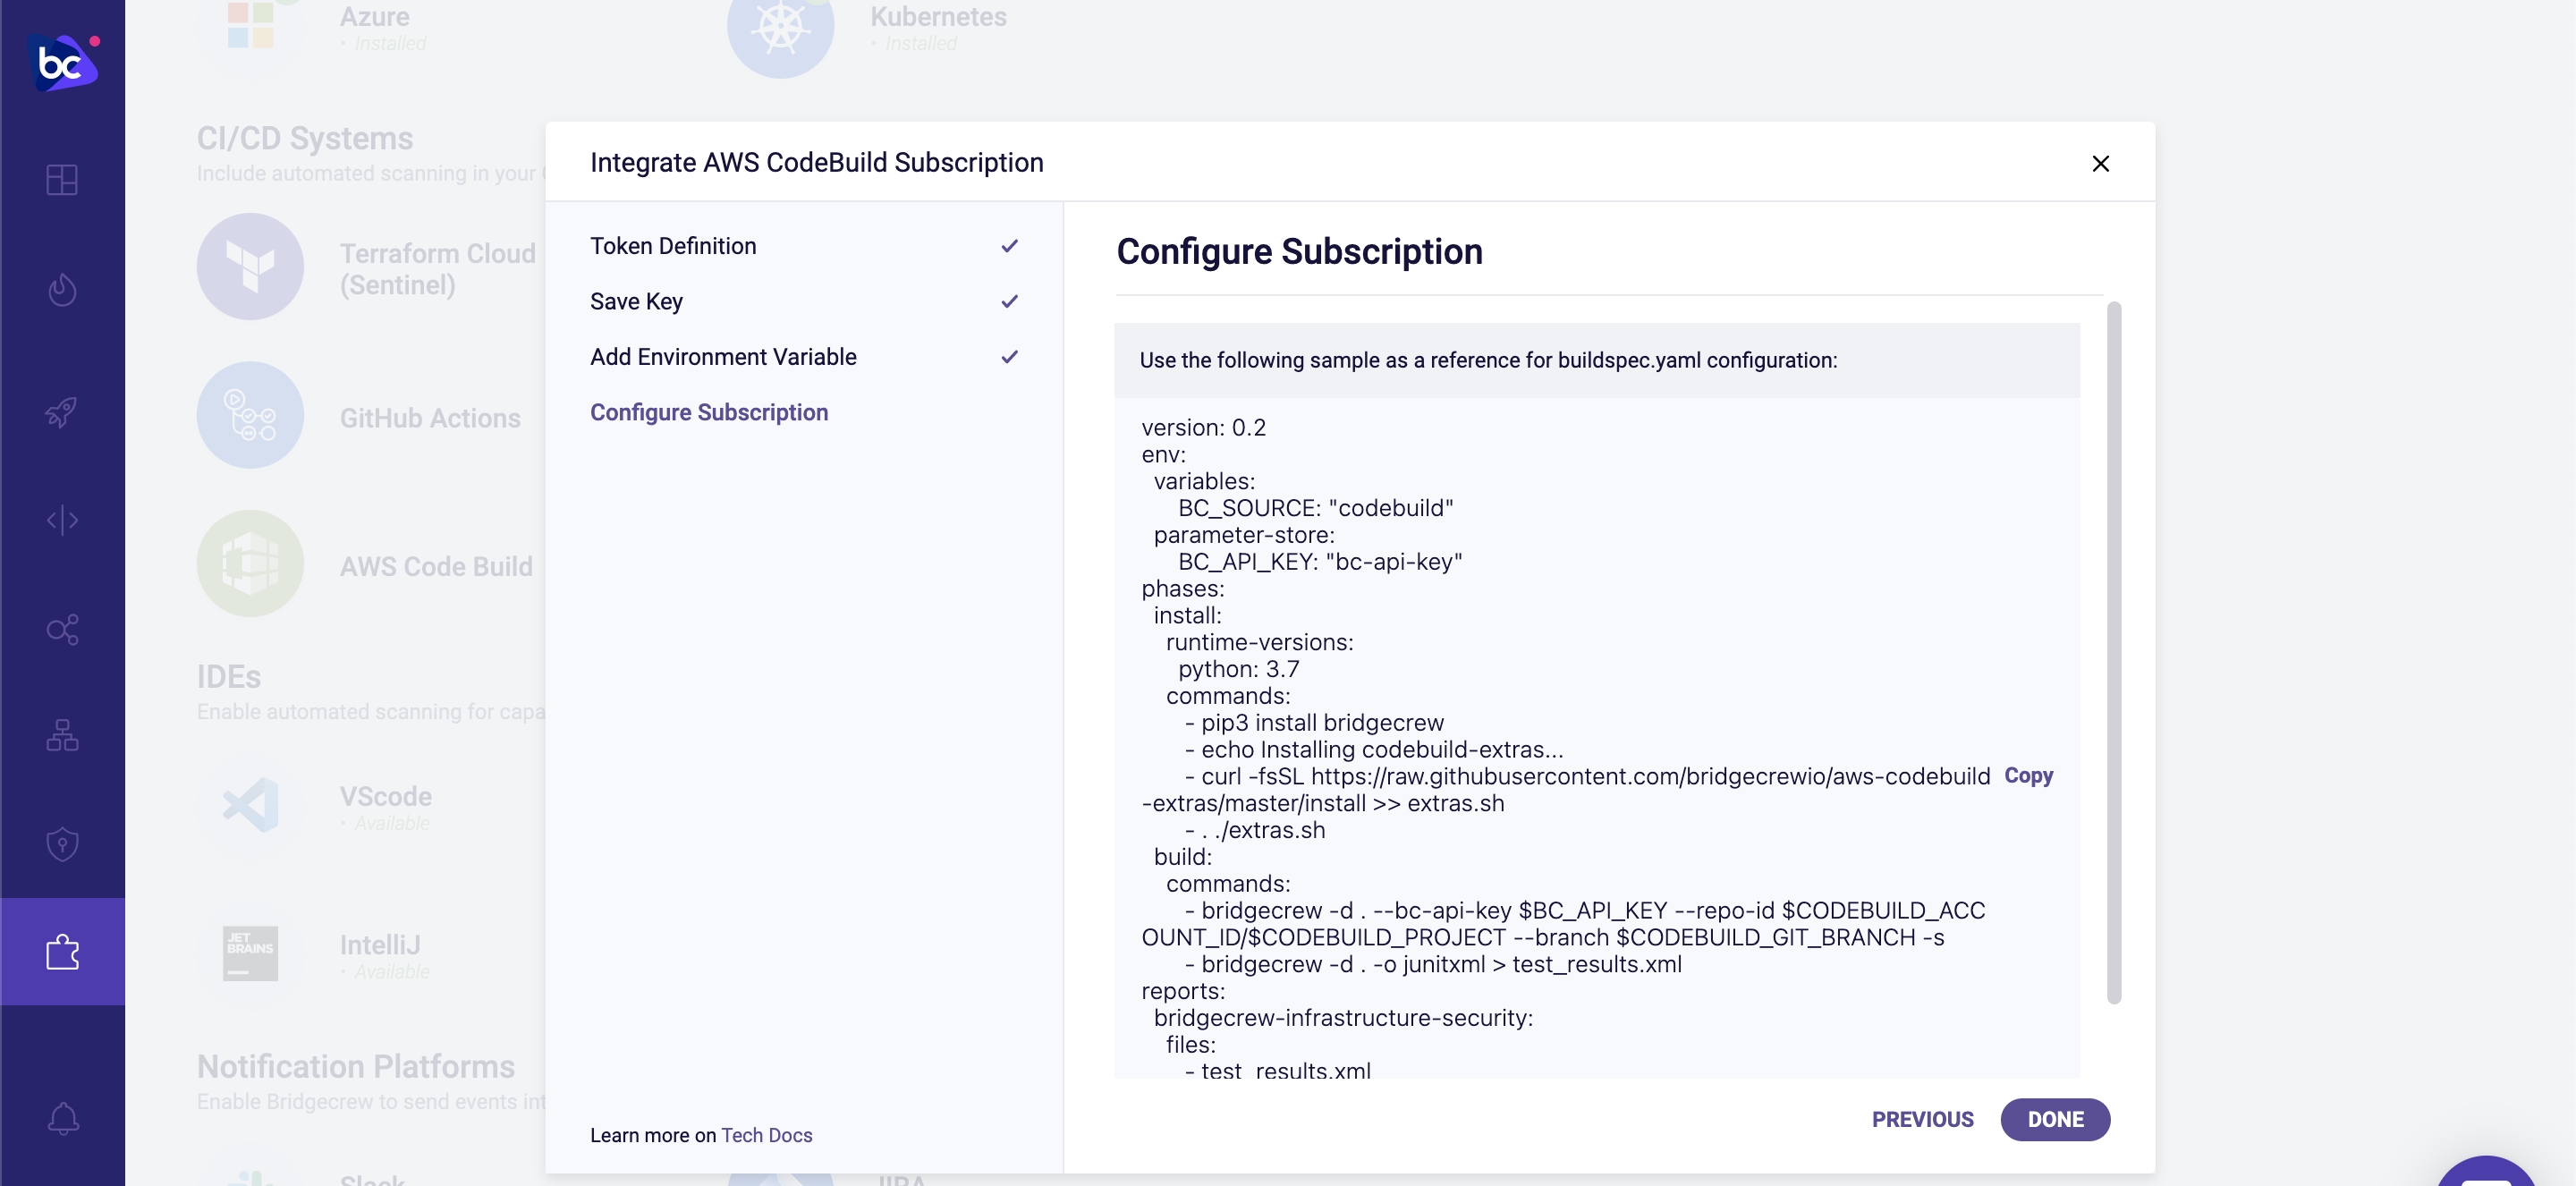 bc
Azure
• Installed
Kubernetes
• Installed
CI/CD Systems
Include automated scanning in your
Terraform Cloud
(Sentinel)
GitHub Actions
AWS Code Build
IDEs
Enable automated scanning for capa
VScode
• Available
JET
BRAINS
IntelliJ
• Available
Notification Platforms
Enable Bridgecrew to send events int
Slack
JIRA
Integrate AWS CodeBuild Subscription
Token Definition
Save Key
Add Environment Variable
Configure Subscription
Learn more on Tech Docs
Configure Subscription
Use the following sample as a reference for buildspec.yaml configuration:
version: 0.2
env:
  variables:
    BC_SOURCE: "codebuild"
  parameter-store:
    BC_API_KEY: "bc-api-key"
phases:
  install:
    runtime-versions:
      python: 3.7
    commands:
      - pip3 install bridgecrew
      - echo Installing codebuild-extras...
      - curl -fsSL https://raw.githubusercontent.com/bridgecrewio/aws-codebuild
-extras/master/install >> extras.sh
      - . ./extras.sh
  build:
    commands:
      - bridgecrew -d . --bc-api-key $BC_API_KEY --repo-id $CODEBUILD_ACC
OUNT_ID/$CODEBUILD_PROJECT --branch $CODEBUILD_GIT_BRANCH -s
      - bridgecrew -d . -o junitxml > test_results.xml
reports:
  bridgecrew-infrastructure-security:
    files:
      - test_results.xml
Copy
PREVIOUS
DONE